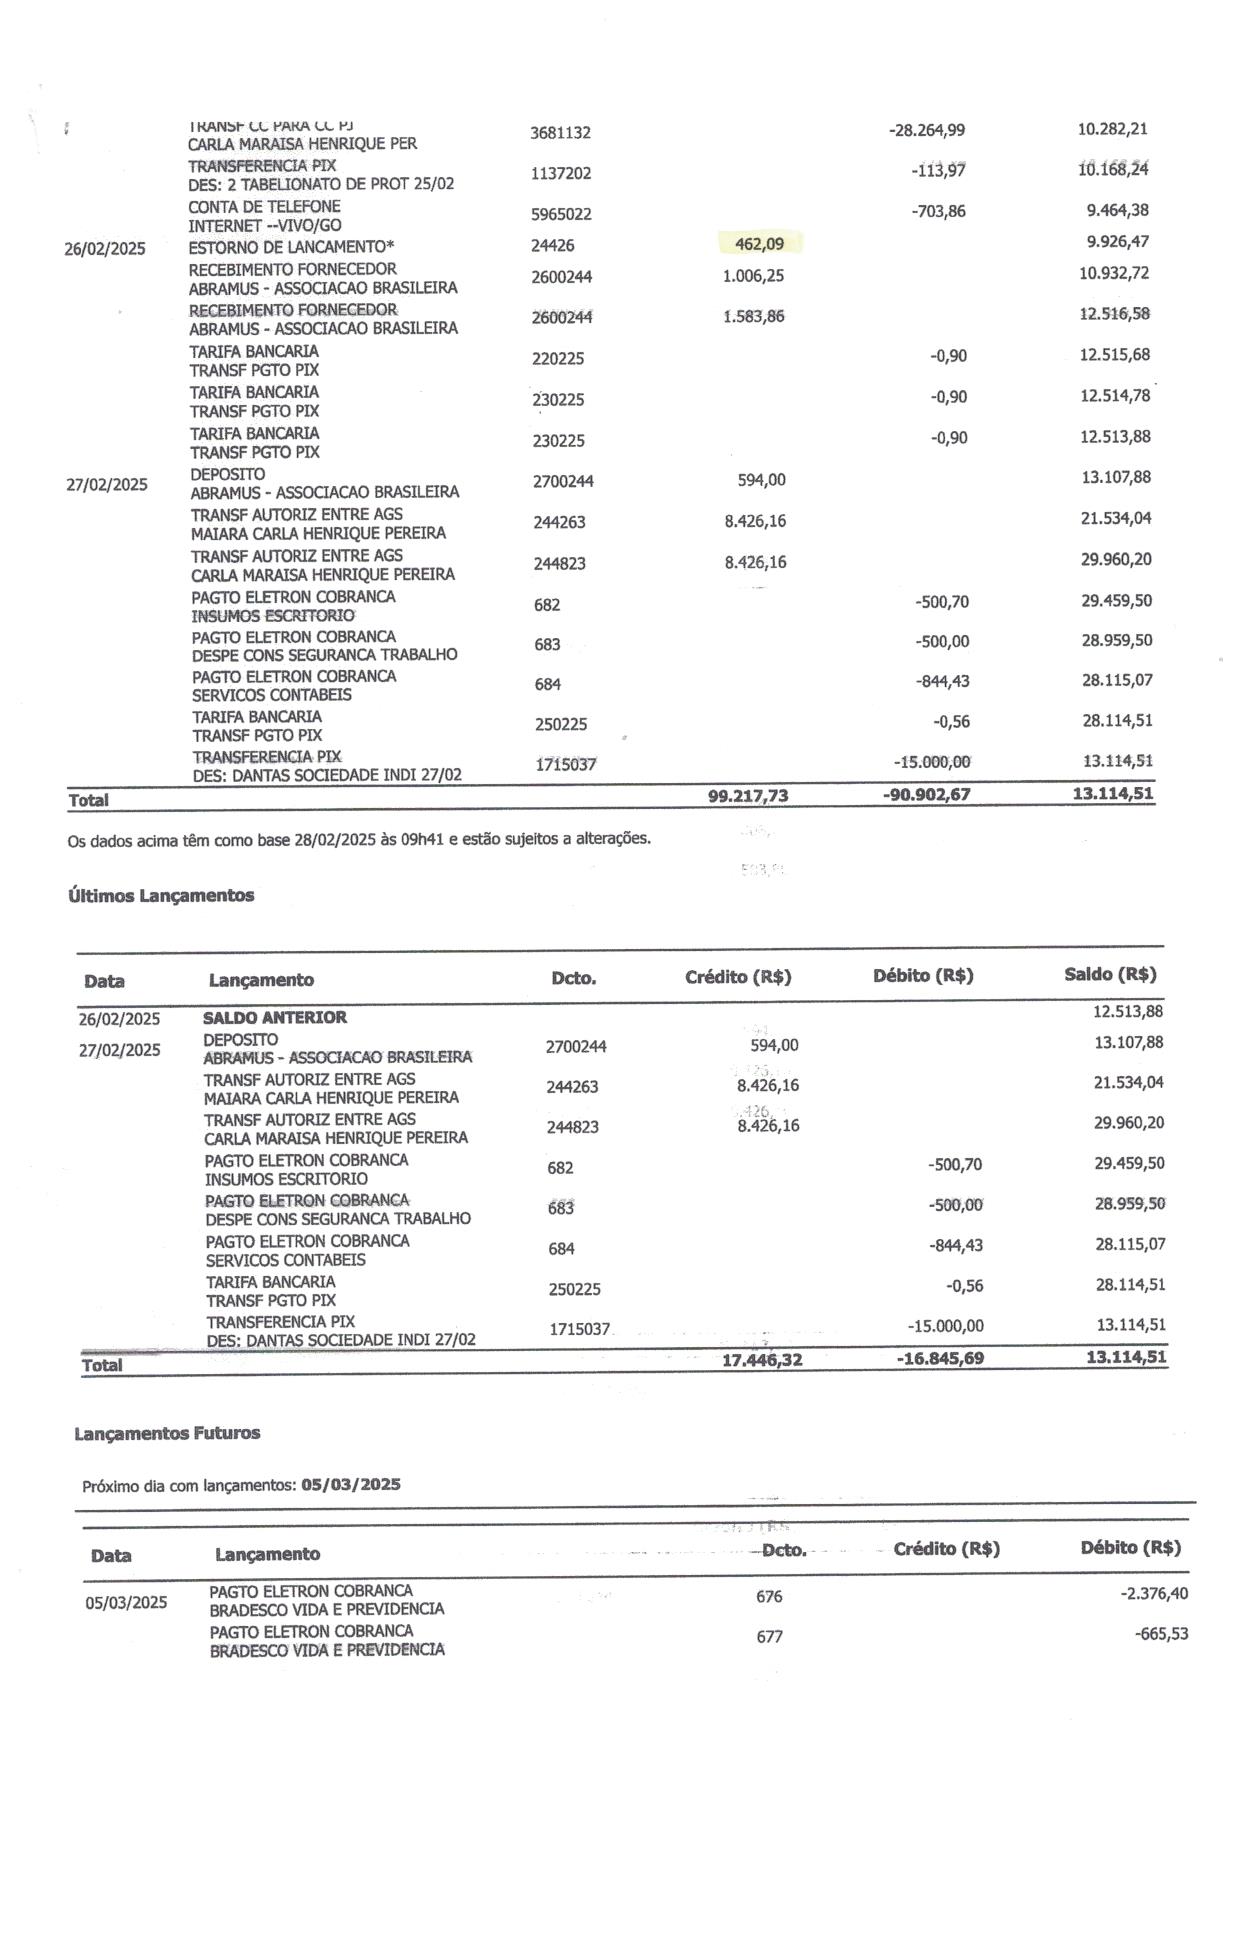 TRANSF CC PARA CC PJ
CARLA MARAISA HENRIQUE PER 3681132 -28.264,99 10.282,21
TRANSFERENCIA PIX
DES: 2 TABELIONATO DE PROT 25/02 1137202 -113,97 10.168,24
CONTA DE TELEFONE
INTERNET --VIVO/GO 5965022 -703,86 9.464,38
26/02/2025 ESTORNO DE LANCAMENTO* 24426 462,09 9.926,47
RECEBIMENTO FORNECEDOR
ABRAMUS - ASSOCIACAO BRASILEIRA 2600244 1.006,25 10.932,72
RECEBIMENTO FORNECEDOR
ABRAMUS - ASSOCIACAO BRASILEIRA 2600244 1.583,86 12.516,58
TARIFA BANCARIA
TRANSF PGTO PIX 220225 -0,90 12.515,68
TARIFA BANCARIA
TRANSF PGTO PIX 230225 -0,90 12.514,78
TARIFA BANCARIA
TRANSF PGTO PIX 230225 -0,90 12.513,88
27/02/2025 DEPOSITO
ABRAMUS - ASSOCIACAO BRASILEIRA 2700244 594,00 13.107,88
TRANSF AUTORIZ ENTRE AGS
MAIARA CARLA HENRIQUE PEREIRA 244263 8.426,16 21.534,04
TRANSF AUTORIZ ENTRE AGS
CARLA MARAISA HENRIQUE PEREIRA 244823 8.426,16 29.960,20
PAGTO ELETRON COBRANCA
INSUMOS ESCRITORIO 682 -500,70 29.459,50
PAGTO ELETRON COBRANCA
DESPE CONS SEGURANCA TRABALHO 683 -500,00 28.959,50
PAGTO ELETRON COBRANCA
SERVICOS CONTABEIS 684 -844,43 28.115,07
TARIFA BANCARIA
TRANSF PGTO PIX 250225 -0,56 28.114,51
TRANSFERENCIA PIX
DES: DANTAS SOCIEDADE INDI 27/02 1715037 -15.000,00 13.114,51
Total 99.217,73 -90.902,67 13.114,51
Os dados acima têm como base 28/02/2025 às 09h41 e estão sujeitos a alterações.
Últimos Lançamentos
Data Lançamento Dcto. Crédito (R$) Débito (R$) Saldo (R$)
26/02/2025 SALDO ANTERIOR 12.513,88
27/02/2025 DEPOSITO
ABRAMUS - ASSOCIACAO BRASILEIRA 2700244 594,00 13.107,88
TRANSF AUTORIZ ENTRE AGS
MAIARA CARLA HENRIQUE PEREIRA 244263 8.426,16 21.534,04
TRANSF AUTORIZ ENTRE AGS
CARLA MARAISA HENRIQUE PEREIRA 244823 8.426,16 29.960,20
PAGTO ELETRON COBRANCA
INSUMOS ESCRITORIO 682 -500,70 29.459,50
PAGTO ELETRON COBRANCA
DESPE CONS SEGURANCA TRABALHO 683 -500,00 28.959,50
PAGTO ELETRON COBRANCA
SERVICOS CONTABEIS 684 -844,43 28.115,07
TARIFA BANCARIA
TRANSF PGTO PIX 250225 -0,56 28.114,51
TRANSFERENCIA PIX
DES: DANTAS SOCIEDADE INDI 27/02 1715037 -15.000,00 13.114,51
Total 17.446,32 -16.845,69 13.114,51
Lançamentos Futuros
Próximo dia com lançamentos: 05/03/2025
Data Lançamento Dcto. Crédito (R$) Débito (R$)
05/03/2025 PAGTO ELETRON COBRANCA
BRADESCO VIDA E PREVIDENCIA 676 -2.376,40
PAGTO ELETRON COBRANCA
BRADESCO VIDA E PREVIDENCIA 677 -665,53